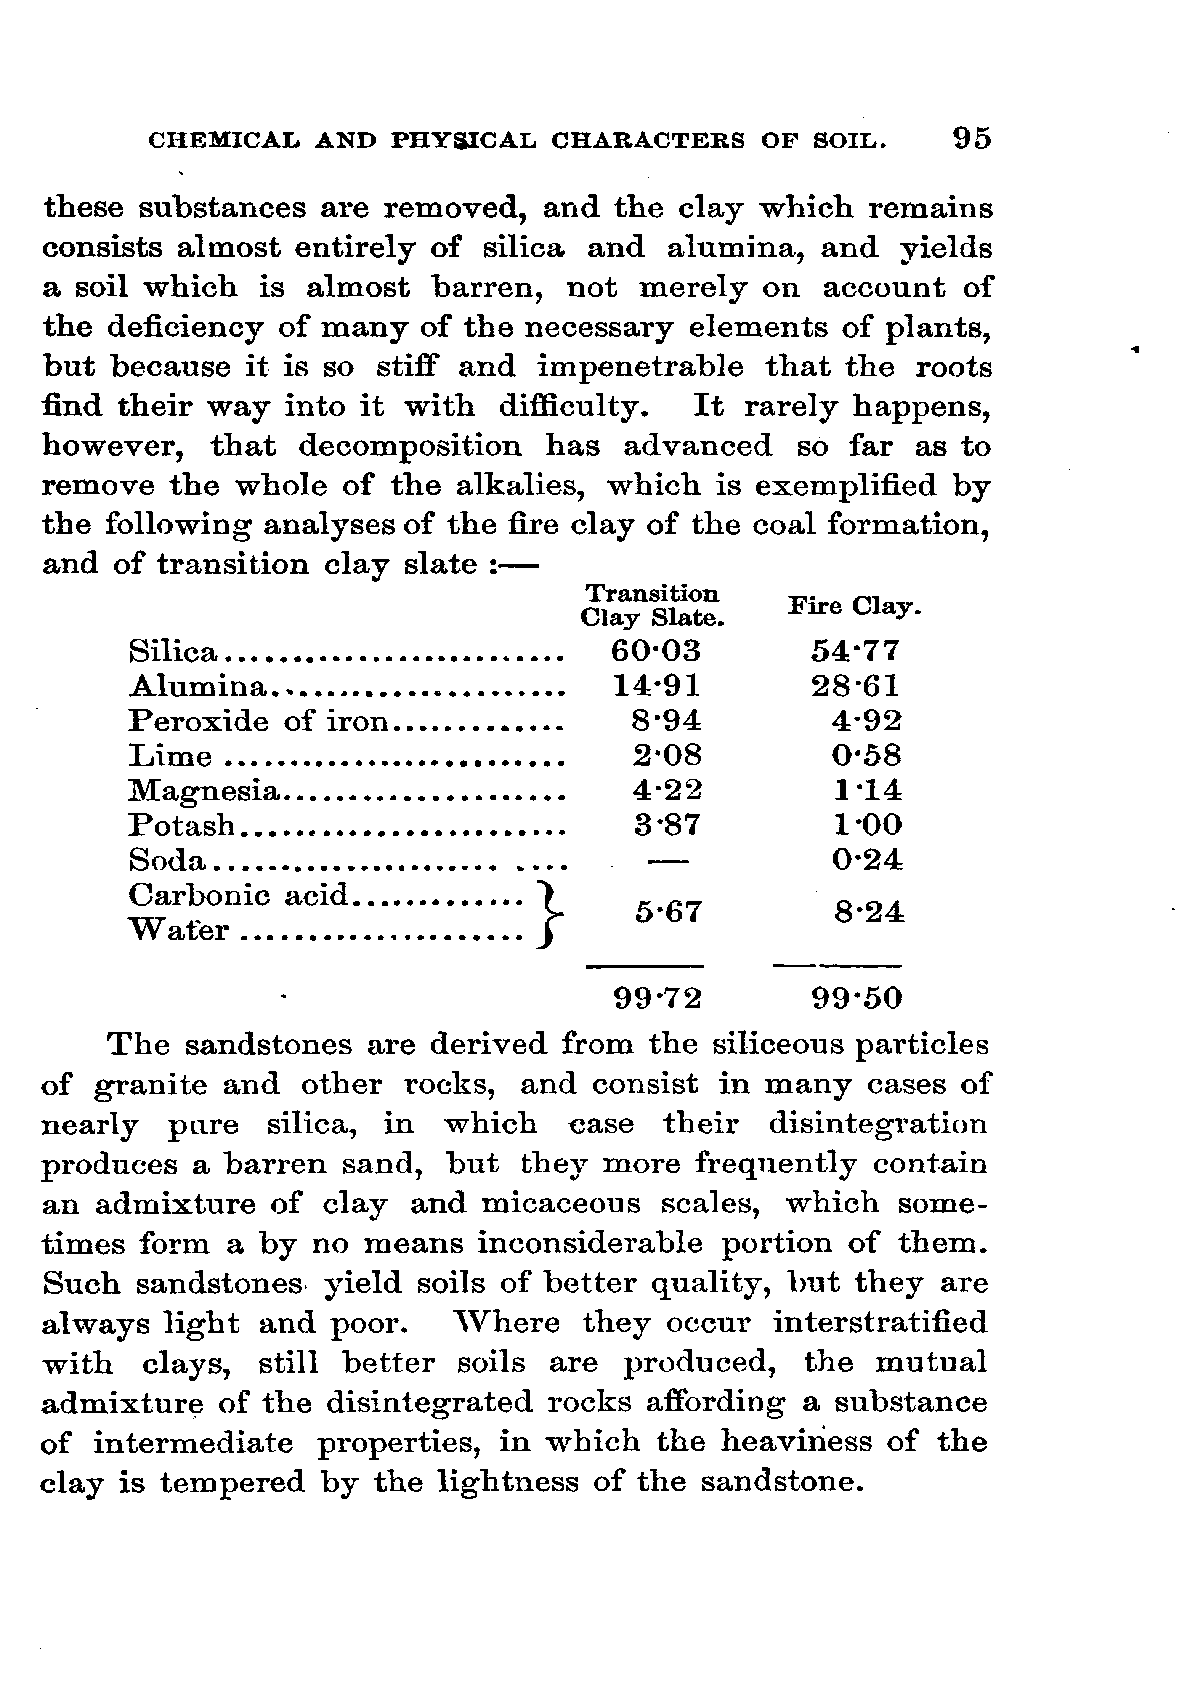 CHEMICAL AND PHYSICAL CHARACTERS OF SOIL. 95
these substances are removed, and the clay which remains
consists almost entirely of silica and alumina, and yields
a soil which is almost barren, not merely on account of
the deficiency of many of the necessary elements of plants,
but because it is so stiff and impenetrable that the roots
find their way into it with difficulty. It rarely happens,
however, that decomposition has advanced so far as to
remove the whole of the alkalies, which is exemplified by
the following analyses of the fire clay of the coal formation,
and of transition clay slate :—
Transition
Clay Slate. Fire Clay.
Silica.......................... 60·03 54·77
Alumina....................... 14·91 28·61
Peroxide of iron............. 8·94 4·92
Lime .......................... 2·08 0·58
Magnesia...................... 4·22 1·14
Potash......................... 3·87 1·00
Soda...................... .... — 0·24
Carbonic acid............. }
Water ...................... } 5·67 8·24
99·72 99·50
The sandstones are derived from the siliceous particles
of granite and other rocks, and consist in many cases of
nearly pure silica, in which case their disintegration
produces a barren sand, but they more frequently contain
an admixture of clay and micaceous scales, which some-
times form a by no means inconsiderable portion of them.
Such sandstones yield soils of better quality, but they are
always light and poor. Where they occur interstratified
with clays, still better soils are produced, the mutual
admixture of the disintegrated rocks affording a substance
of intermediate properties, in which the heaviness of the
clay is tempered by the lightness of the sandstone.